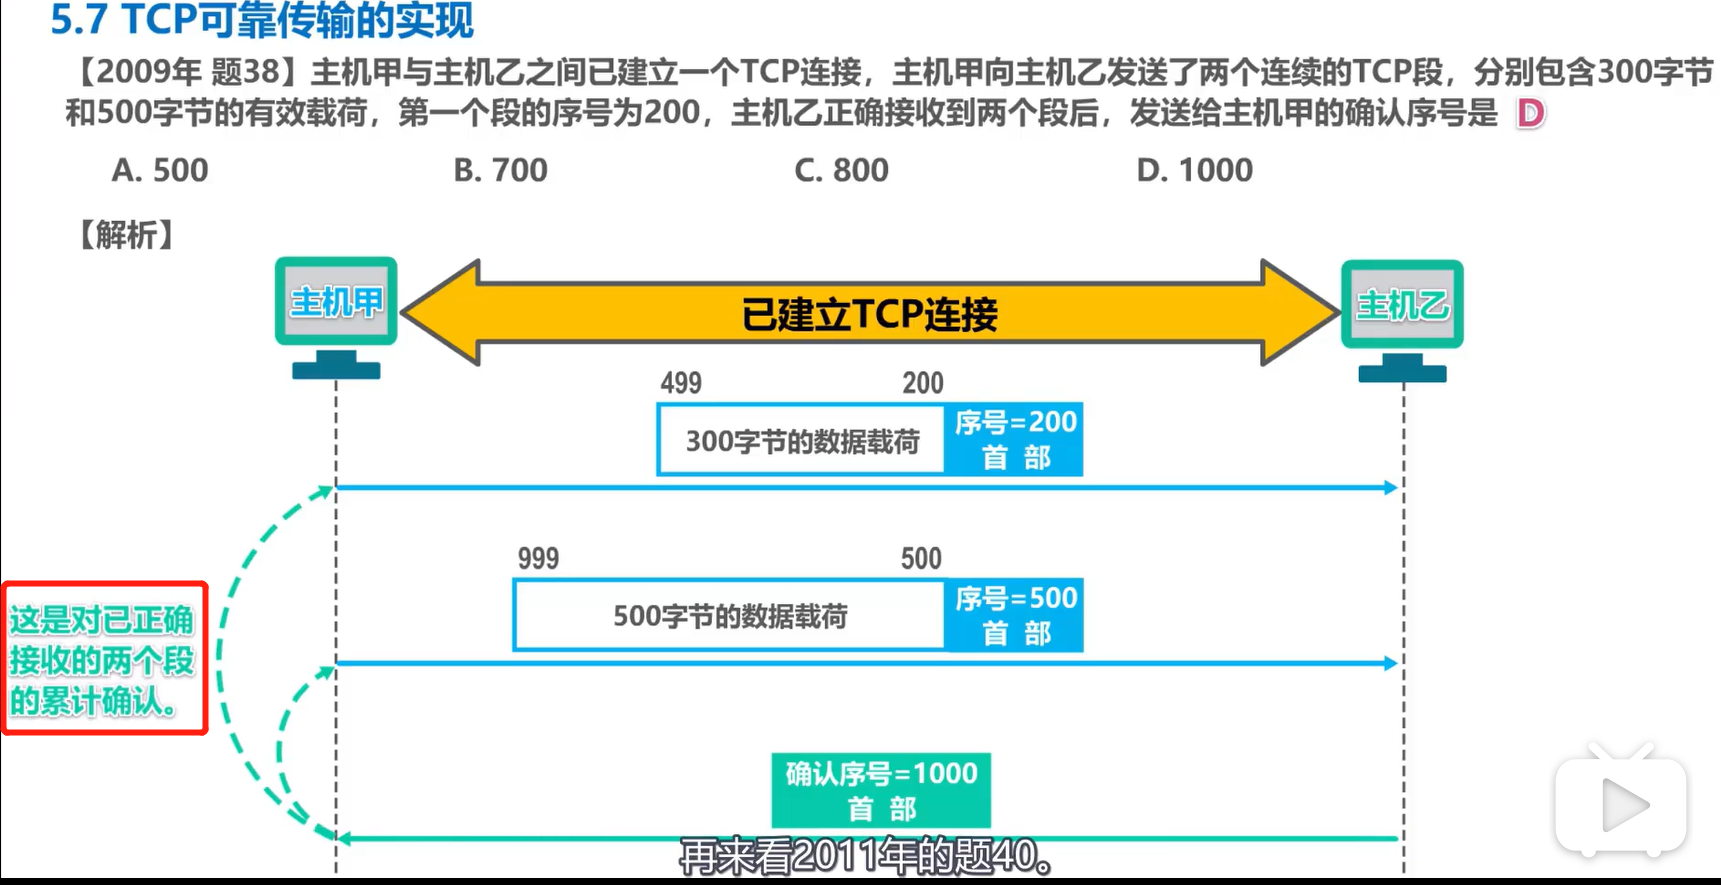 5.7 TCP可靠传输的实现
【2009年 题38】主机甲与主机乙之间已建立一个TCP连接，主机甲向主机乙发送了两个连续的TCP段，分别包含300字节
和500字节的有效载荷，第一个段的序号为200，主机乙正确接收到两个段后，发送给主机甲的确认序号是 D
A. 500 B. 700 C. 800 D. 1000
【解析】
主机甲
已建立TCP连接
主机乙
499 200
300字节的数据载荷
序号=200
首 部
999 500
500字节的数据载荷
序号=500
首 部
这是对已正确
接收的两个段
的累计确认。
确认序号=1000
首 部
再来看2011年的题40。